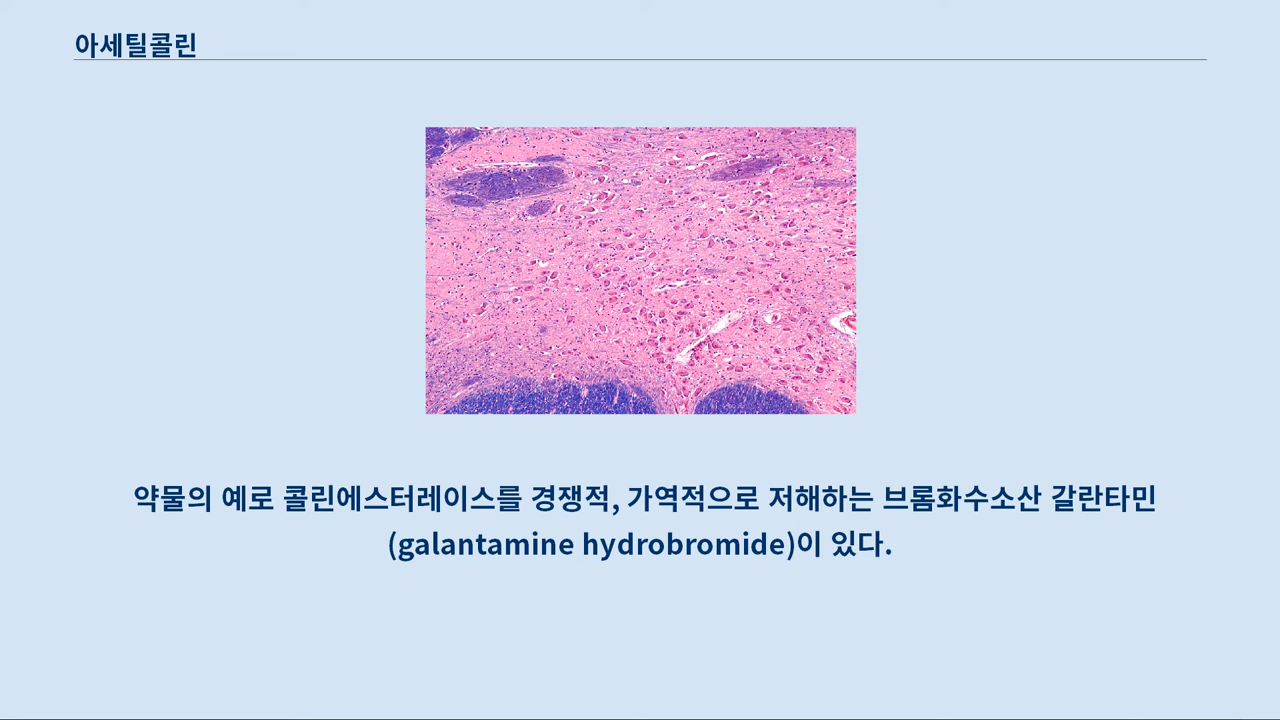 아세틸콜린
약물의 예로 콜린에스터레이스를 경쟁적, 가역적으로 저해하는 브롬화수소산 갈란타민
(galantamine hydrobromide)이 있다.